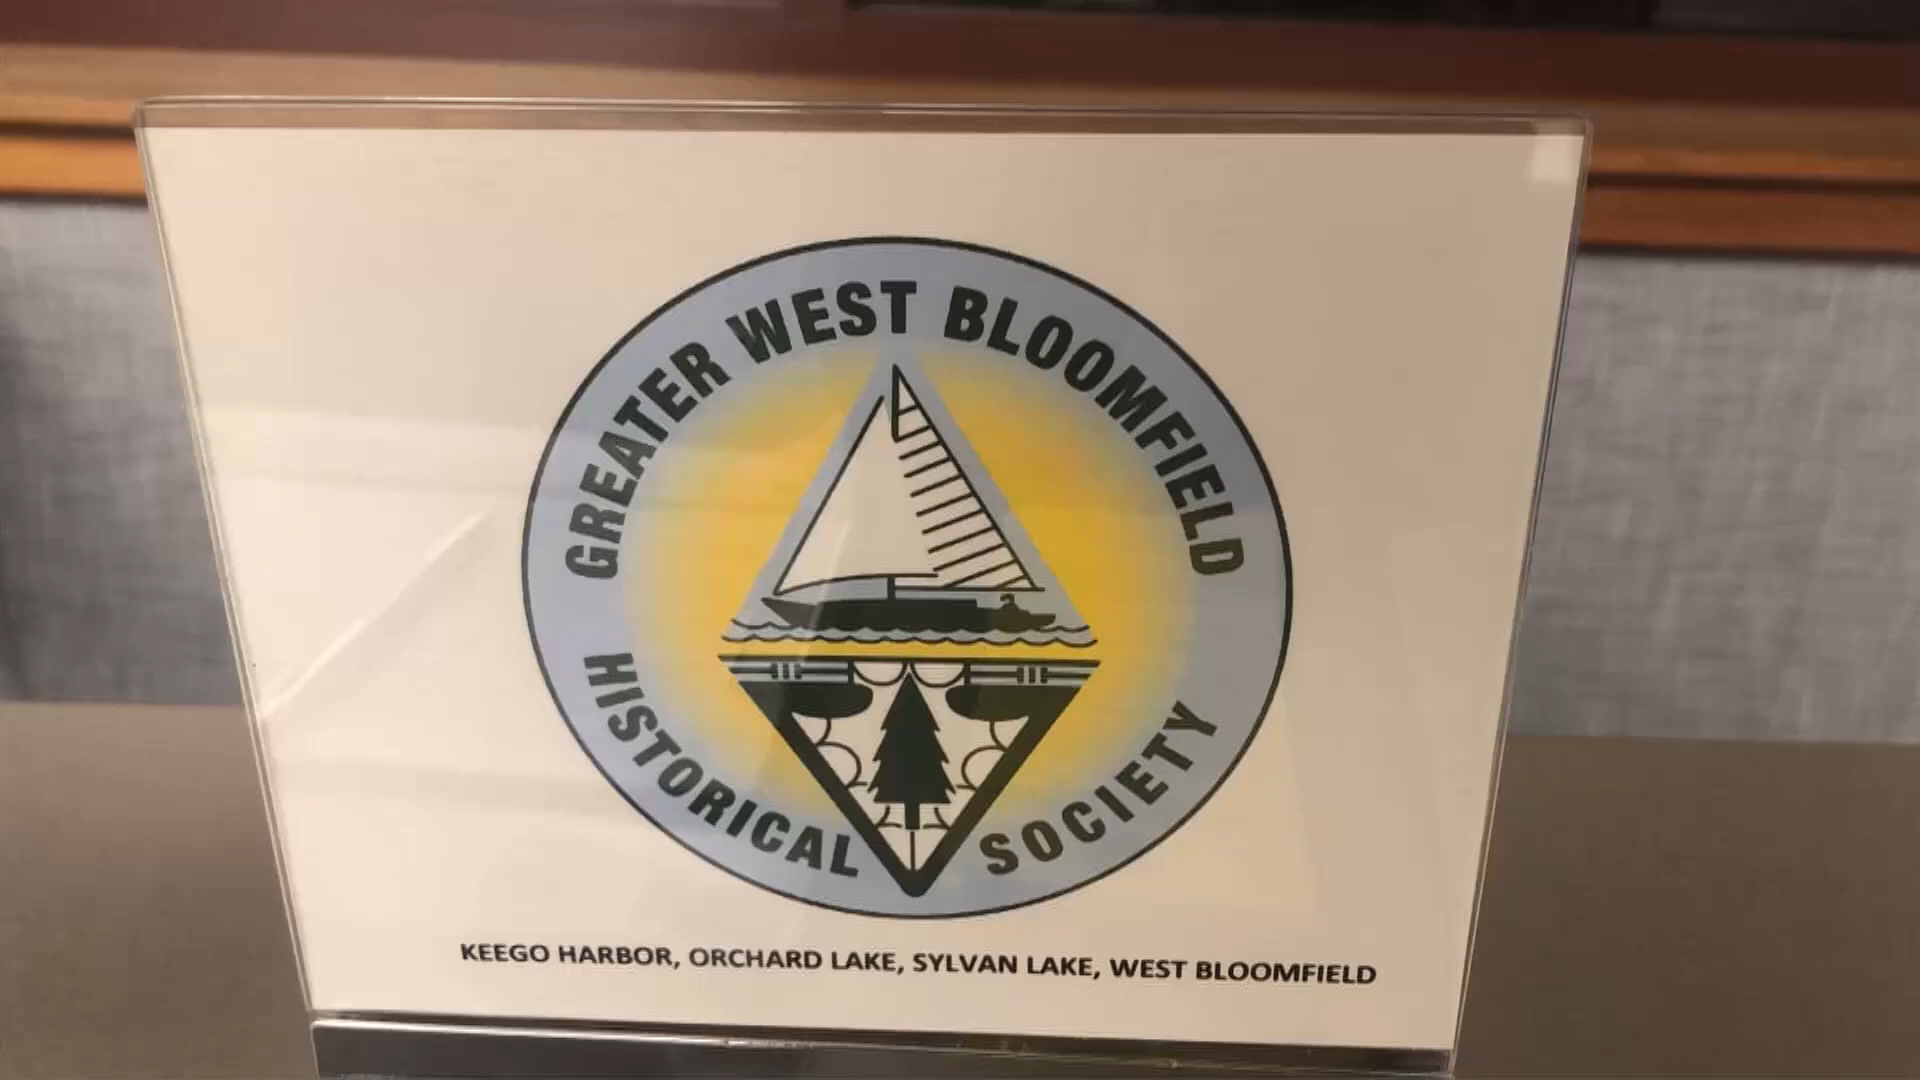 GREATER WEST BLOOMFIELD
HISTORICAL SOCIETY
KEEGO HARBOR, ORCHARD LAKE, SYLVAN LAKE, WEST BLOOMFIELD